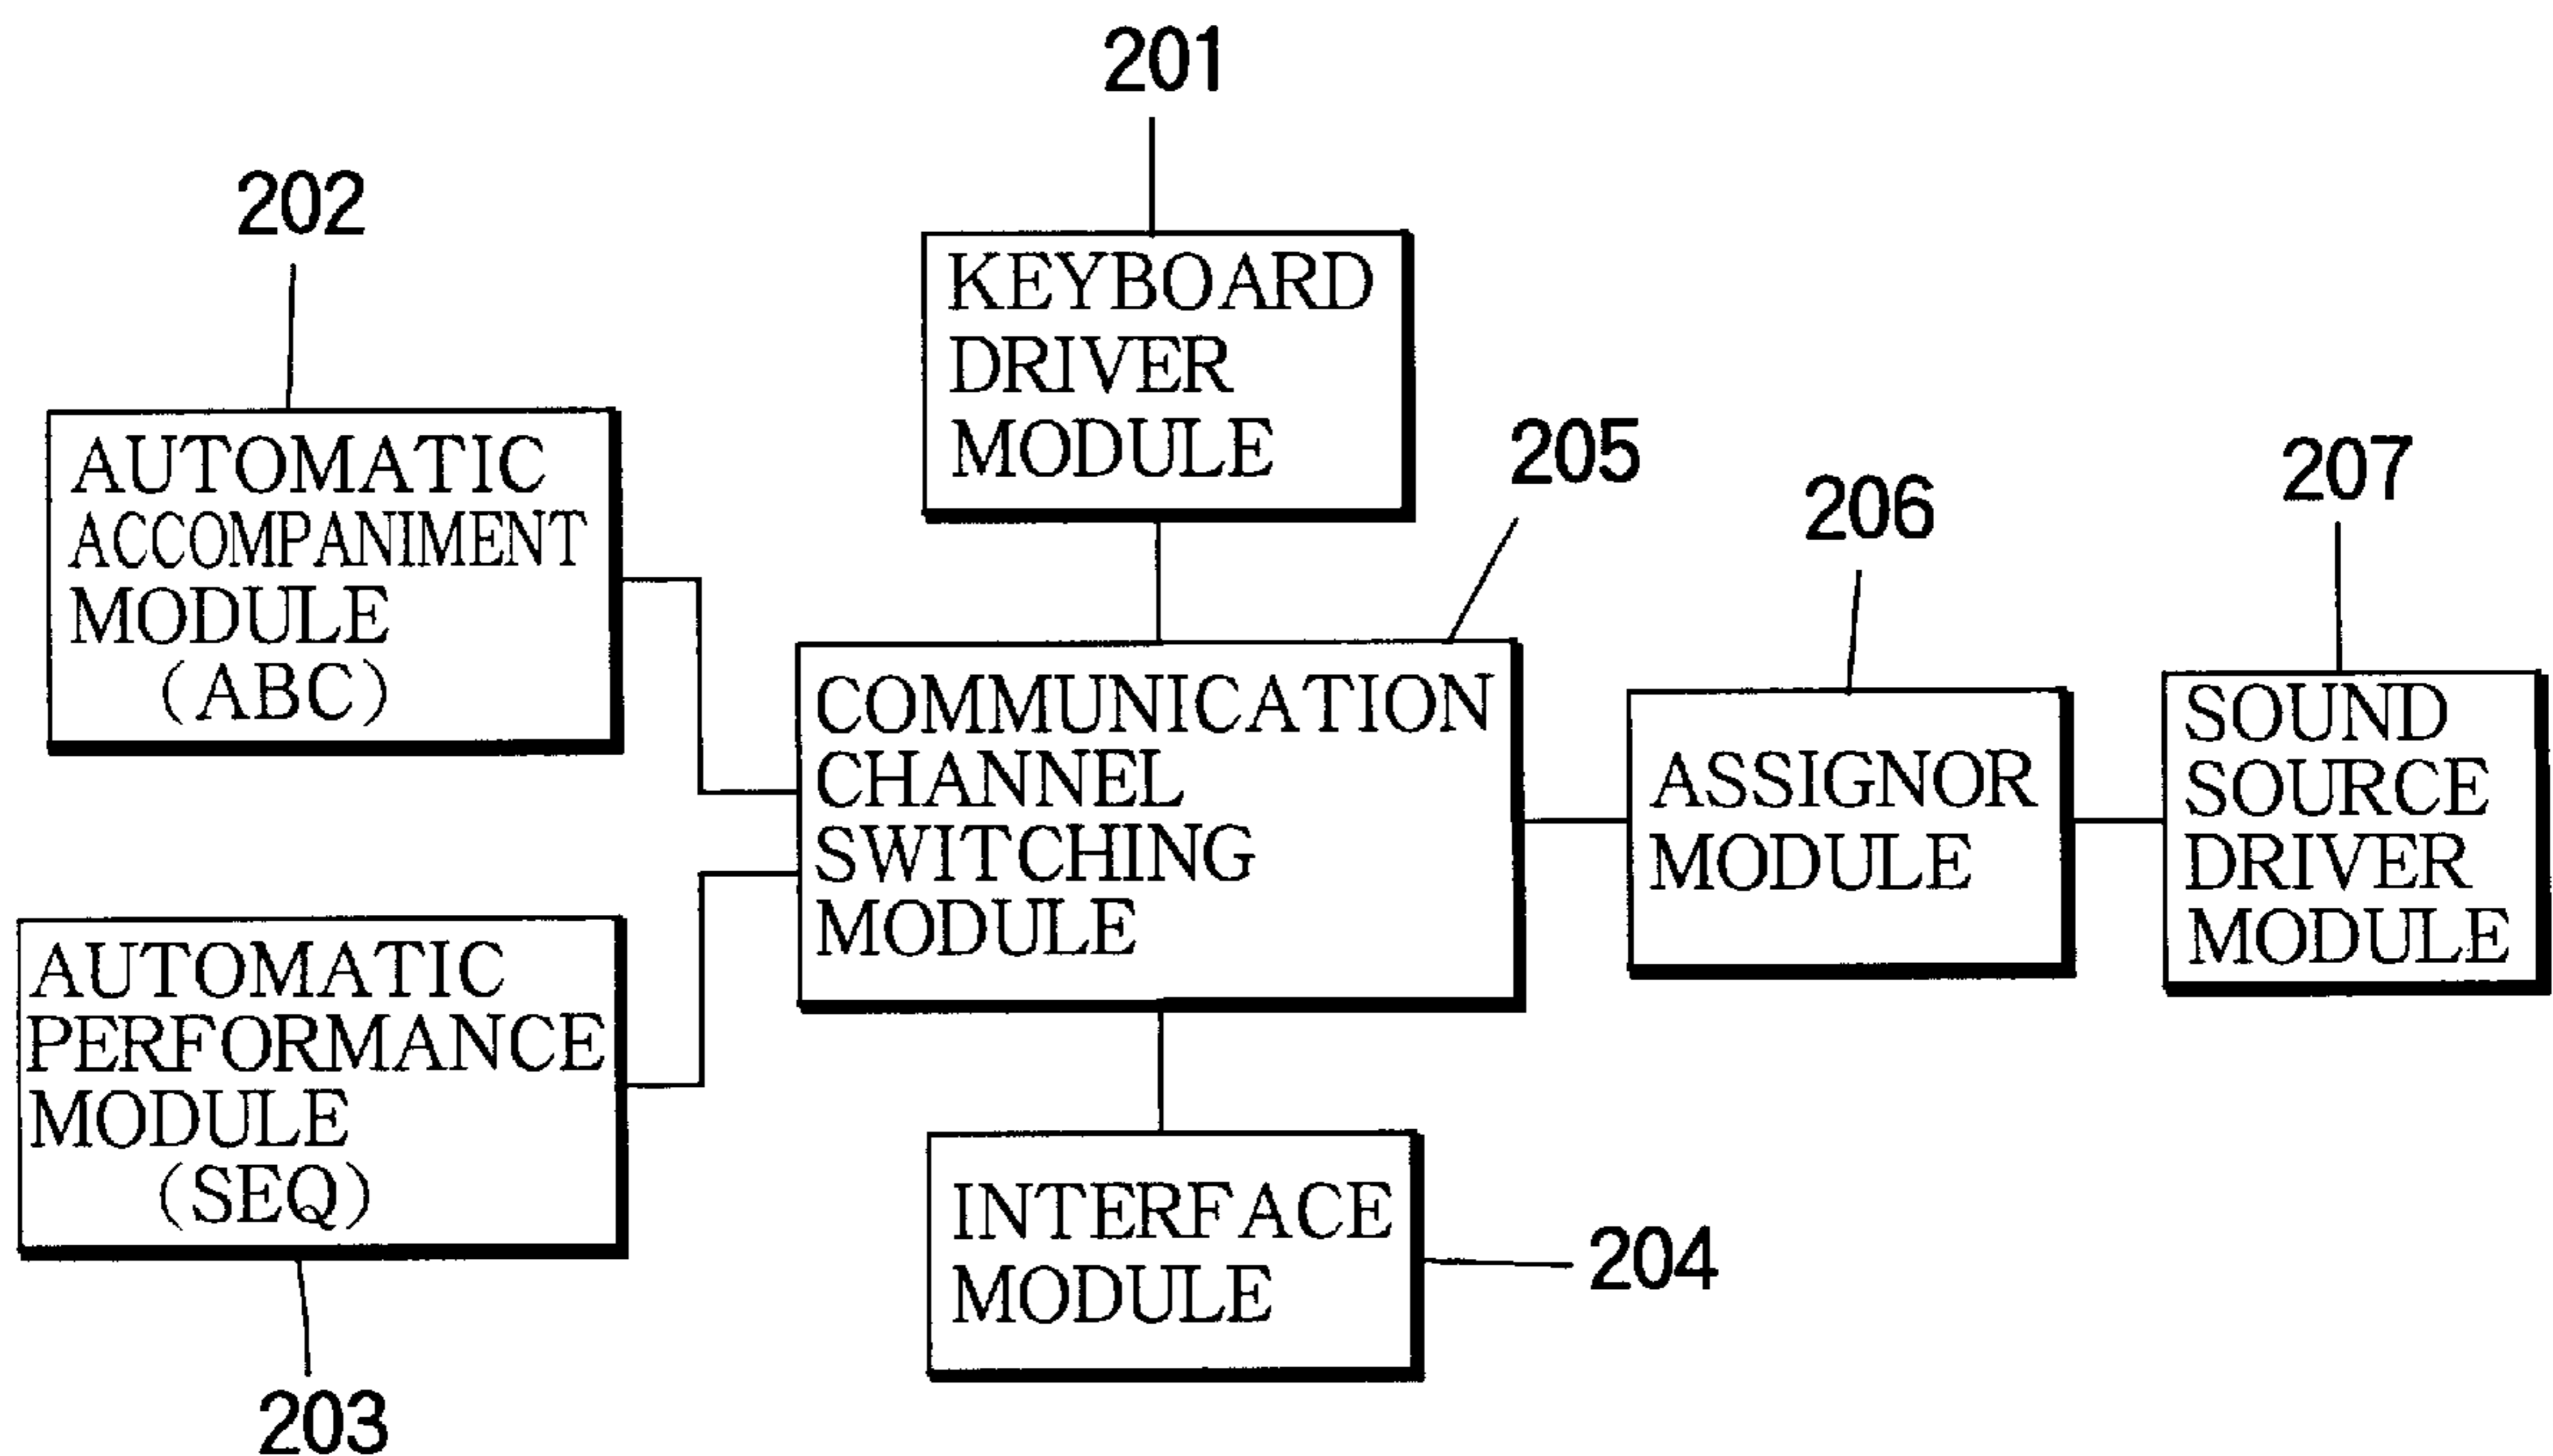 201
202
KEYBOARD
DRIVER
MODULE
205
207
206
AUTOMATIC
ACCOMPANIMENT
MODULE
(ABC)
COMMUNICATION
CHANNEL
SWITCHING
MODULE
ASSIGNOR
MODULE
SOUND
SOURCE
DRIVER
MODULE
AUTOMATIC
PERFORMANCE
MODULE
(SEQ)
INTERFACE
MODULE
204
203